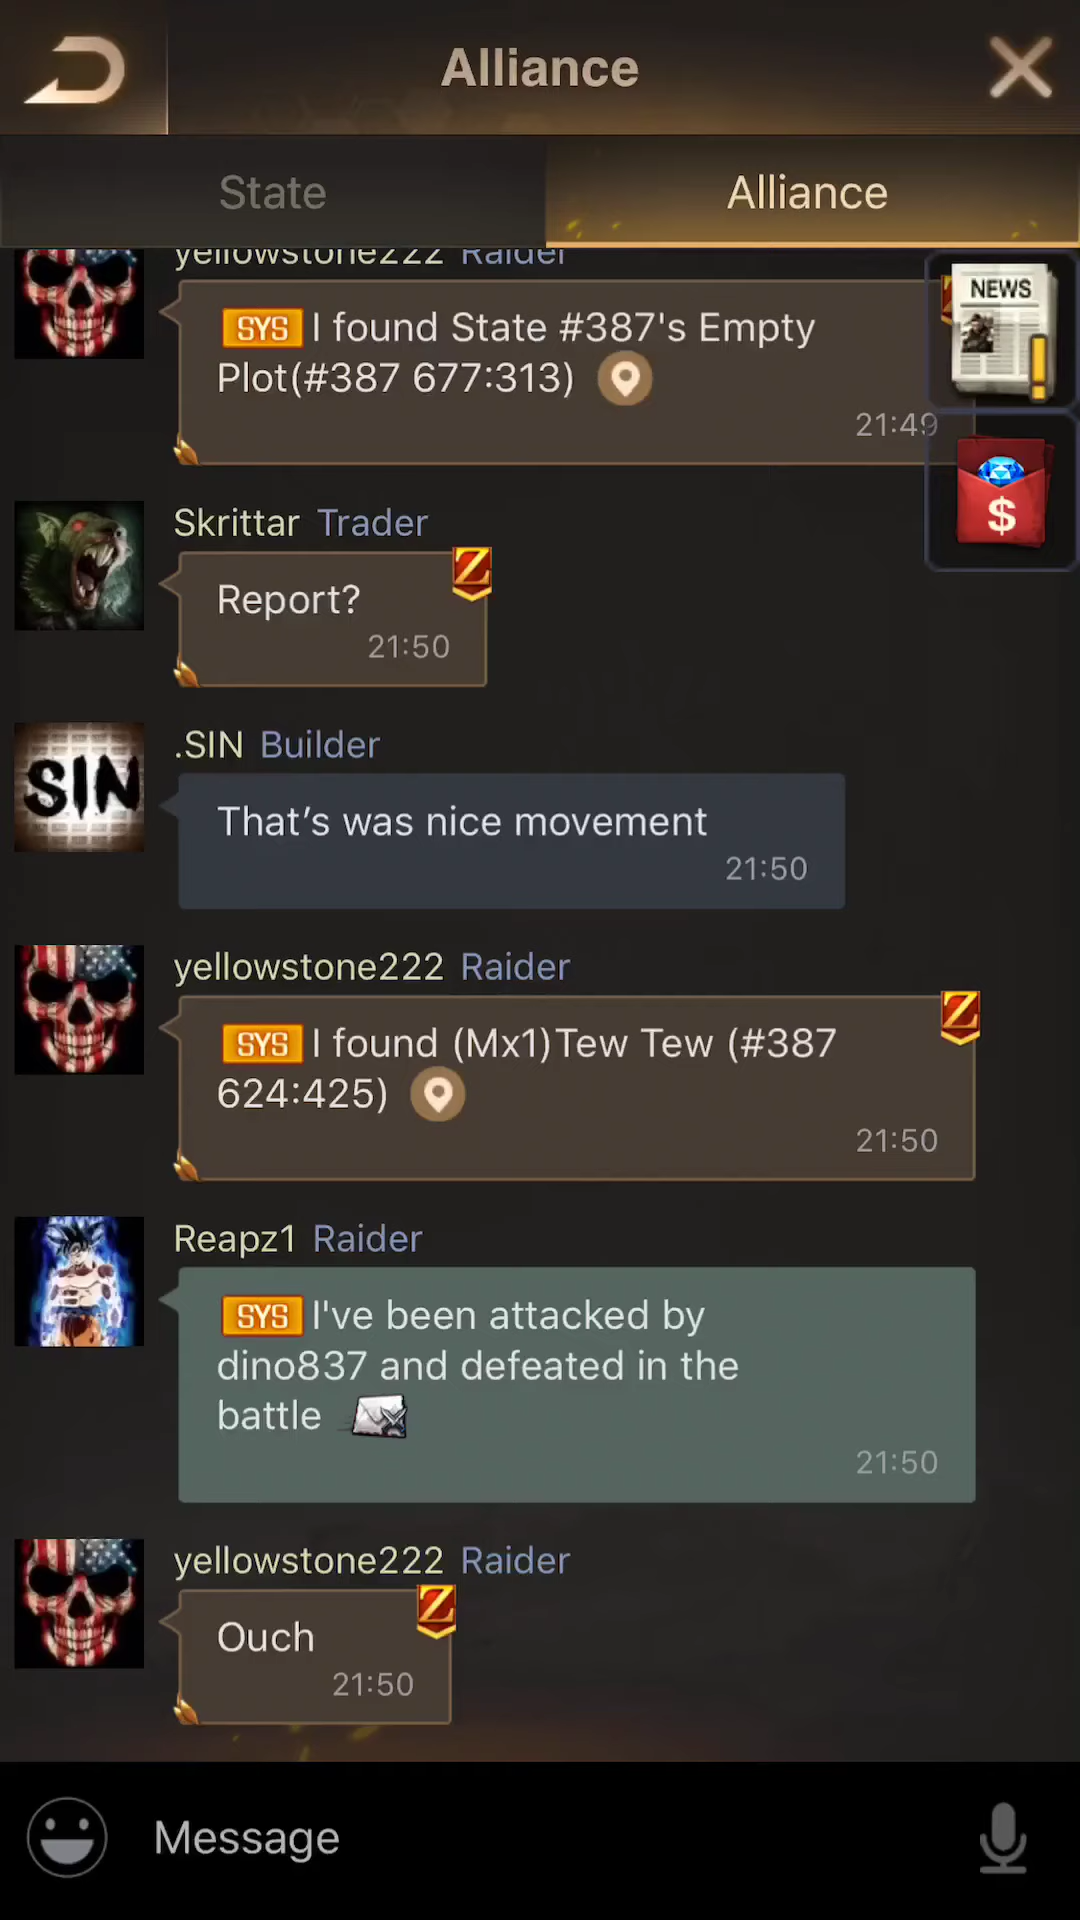 Alliance
State
Alliance
yellowstone222 Raider
SYS I found State #387's Empty
Plot(#387 677:313)
21:49
NEWS
$
Skrittar Trader
Z
Report?
21:50
SIN
.SIN Builder
That’s was nice movement
21:50
yellowstone222 Raider
Z
SYS I found (Mx1)Tew Tew (#387
624:425)
21:50
Reapz1 Raider
SYS I've been attacked by
dino837 and defeated in the
battle
21:50
yellowstone222 Raider
Z
Ouch
21:50
Message